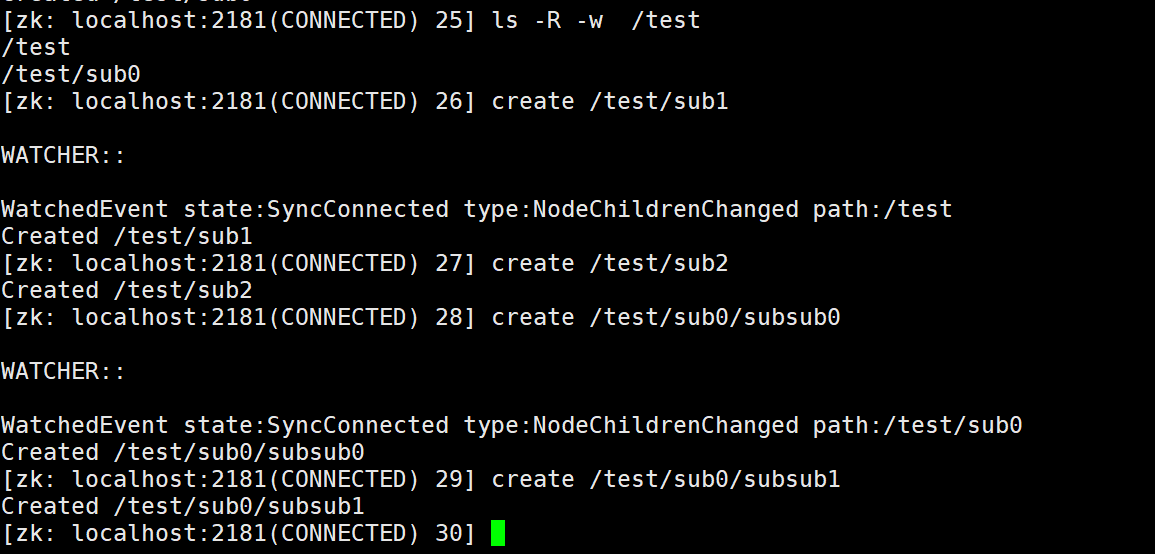 [zk: localhost:2181(CONNECTED) 25] ls -R -w  /test
/test
/test/sub0
[zk: localhost:2181(CONNECTED) 26] create /test/sub1
WATCHER::
WatchedEvent state:SyncConnected type:NodeChildrenChanged path:/test
Created /test/sub1
[zk: localhost:2181(CONNECTED) 27] create /test/sub2
Created /test/sub2
[zk: localhost:2181(CONNECTED) 28] create /test/sub0/subsub0
WATCHER::
WatchedEvent state:SyncConnected type:NodeChildrenChanged path:/test/sub0
Created /test/sub0/subsub0
[zk: localhost:2181(CONNECTED) 29] create /test/sub0/subsub1
Created /test/sub0/subsub1
[zk: localhost:2181(CONNECTED) 30]